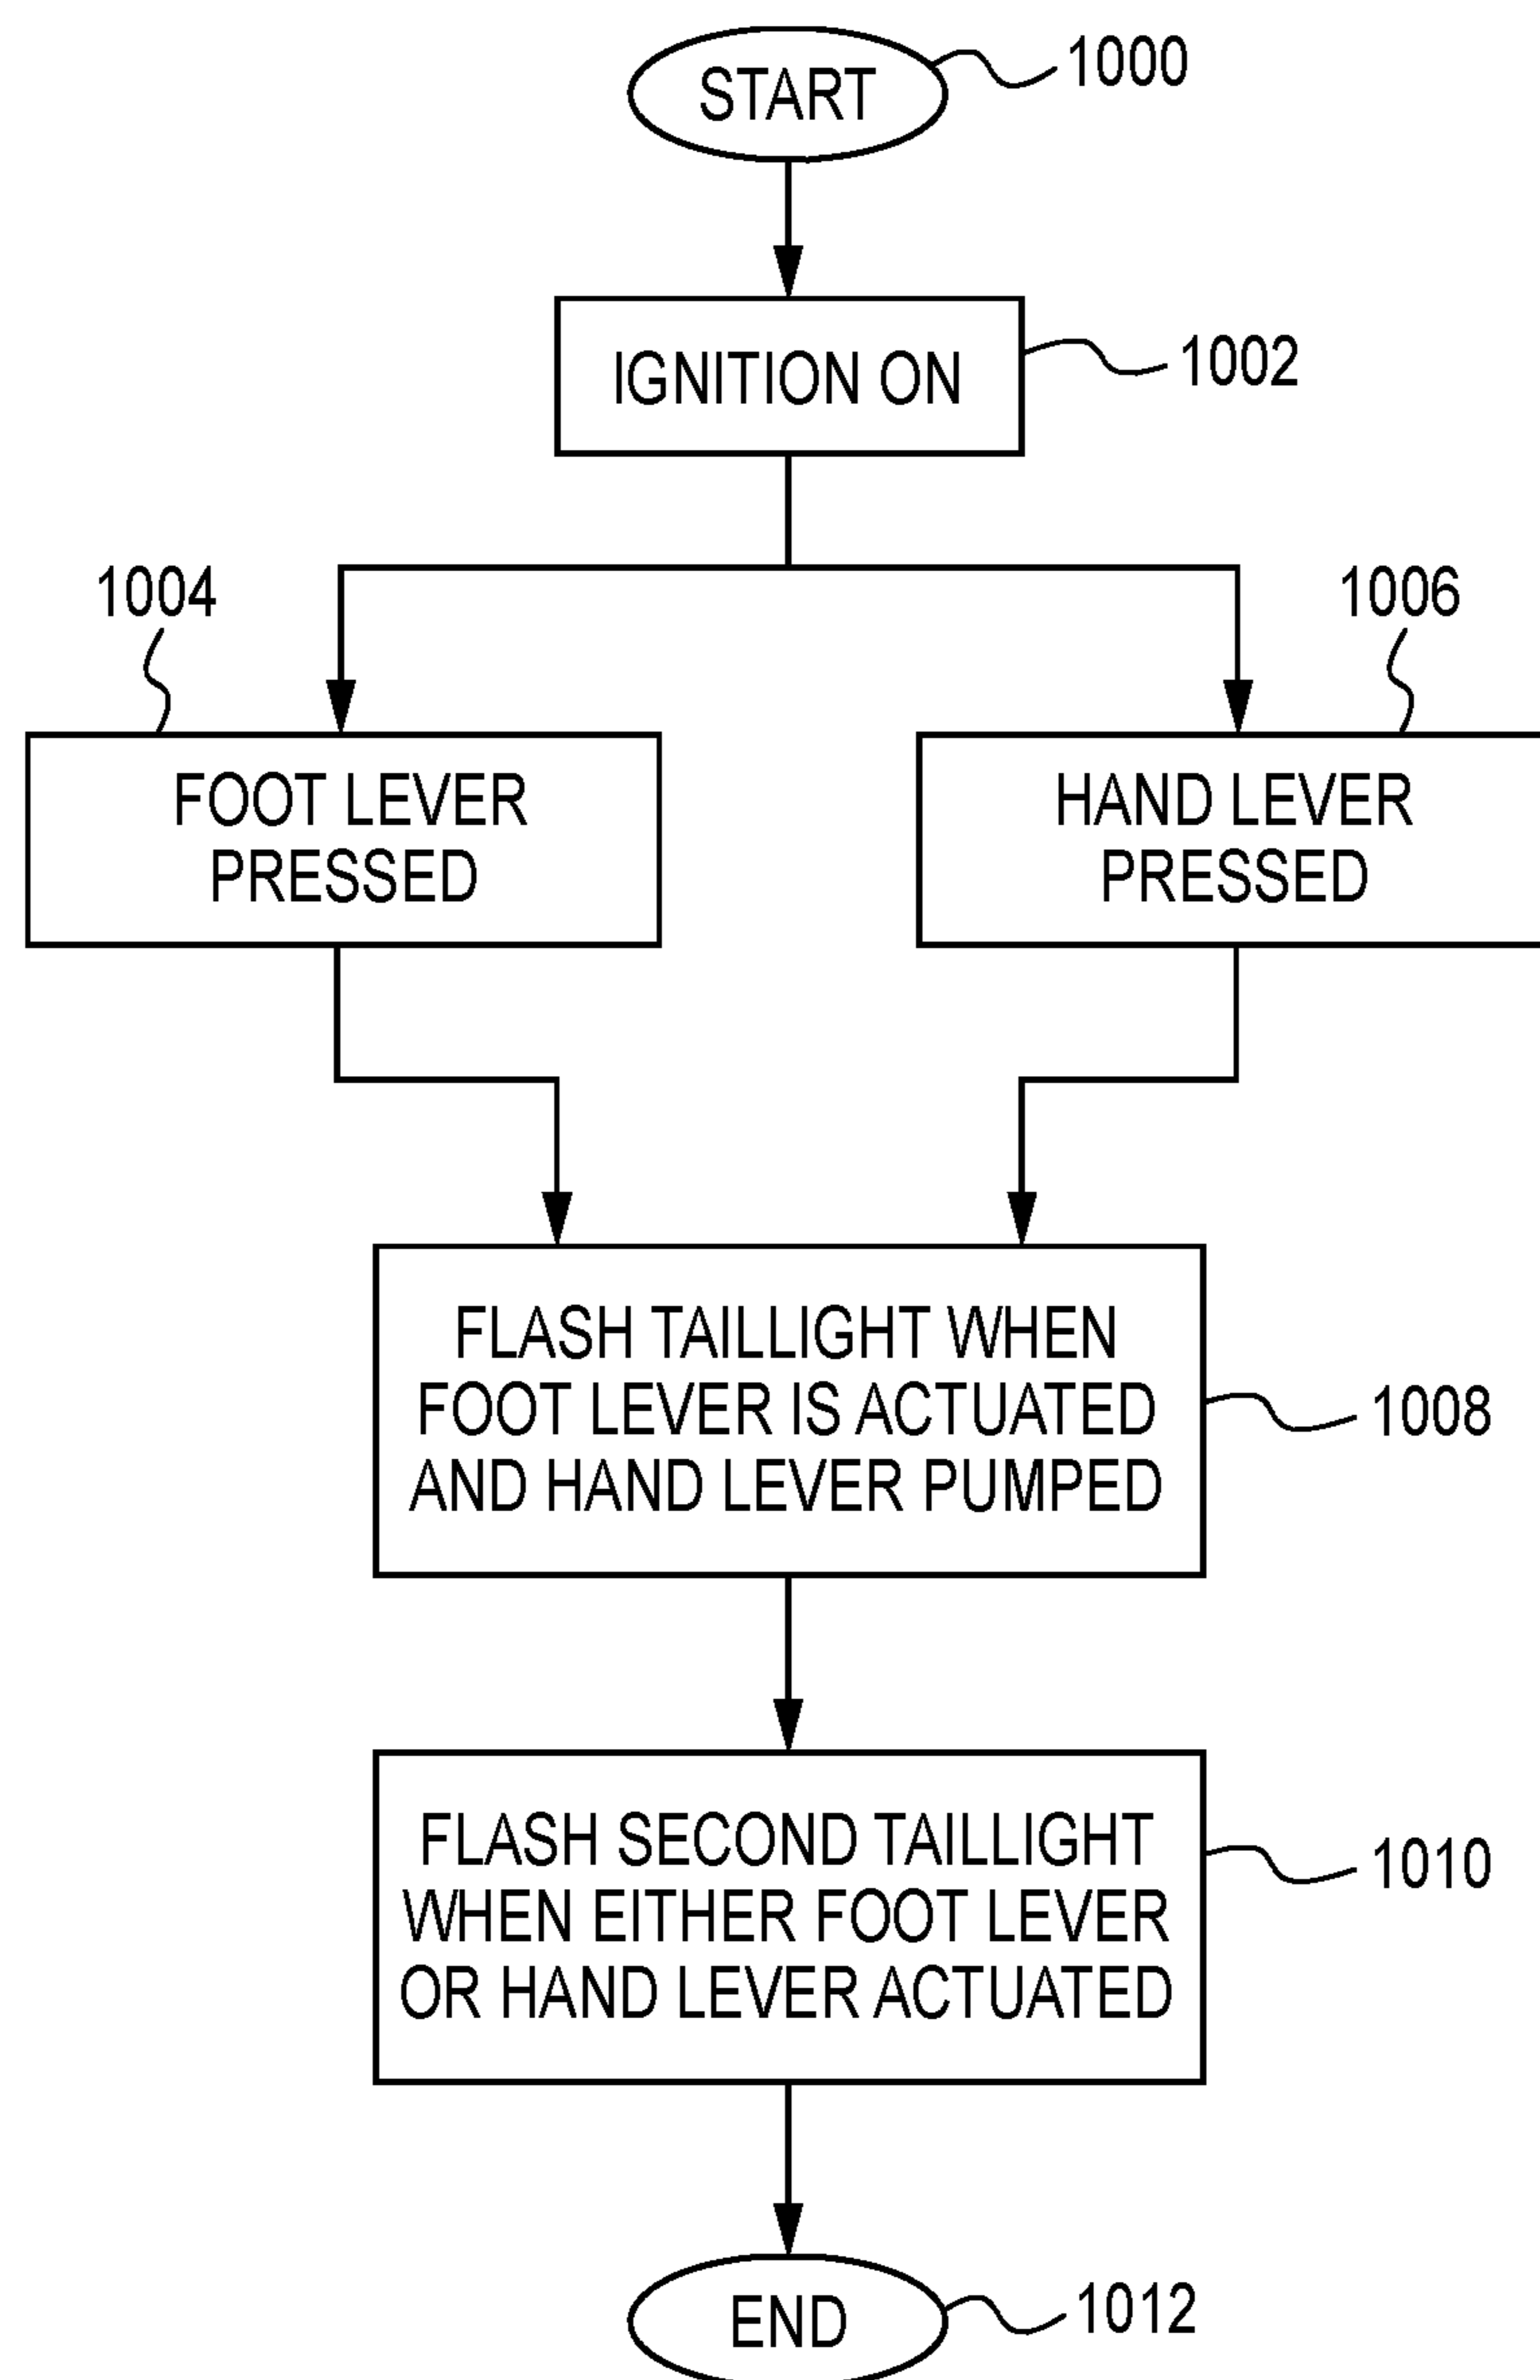 START
1000
IGNITION ON
1002
1004
1006
FOOT LEVER
PRESSED
HAND LEVER
PRESSED
FLASH TAILLIGHT WHEN
FOOT LEVER IS ACTUATED
AND HAND LEVER PUMPED
1008
FLASH SECOND TAILLIGHT
WHEN EITHER FOOT LEVER
OR HAND LEVER ACTUATED
1010
END
1012